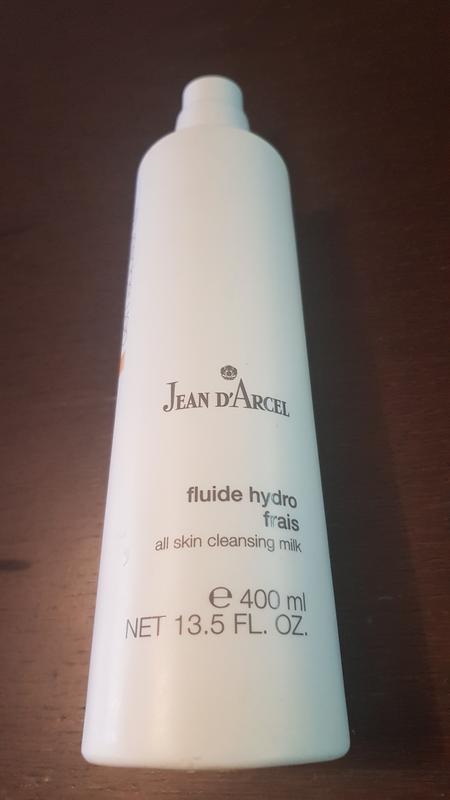 JEAN D'ARCEL
fluide hydro
frais
all skin cleansing milk
℮ 400 ml
NET 13.5 FL. OZ.